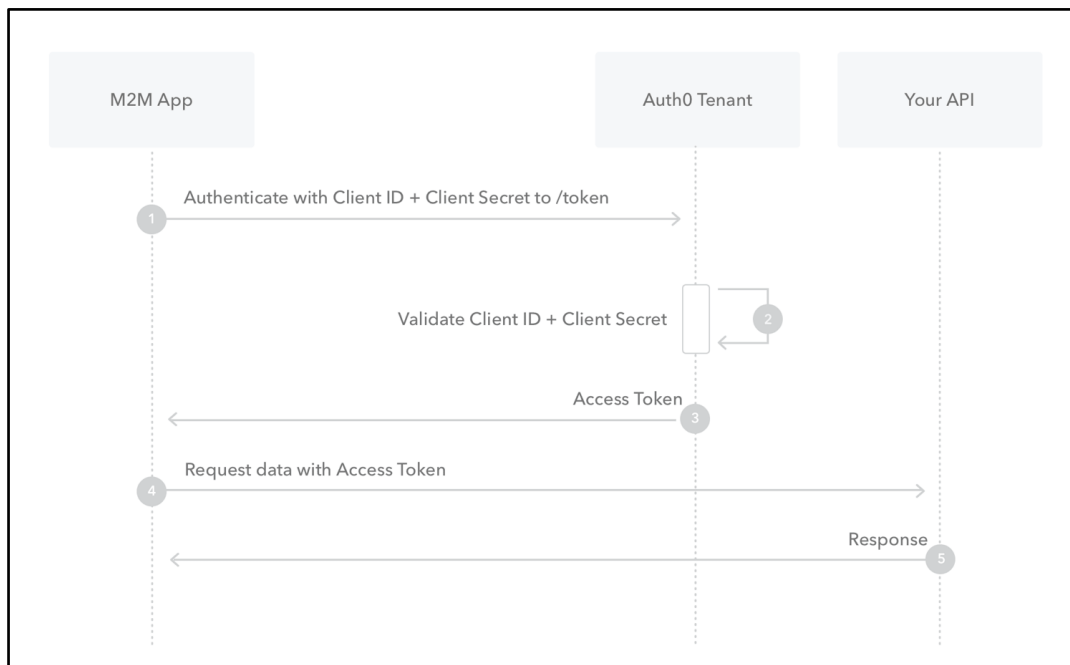 M2M App
Auth0 Tenant
Your API
Authenticate with Client ID + Client Secret to /token
1
Validate Client ID + Client Secret
2
Access Token
3
Request data with Access Token
4
Response
5